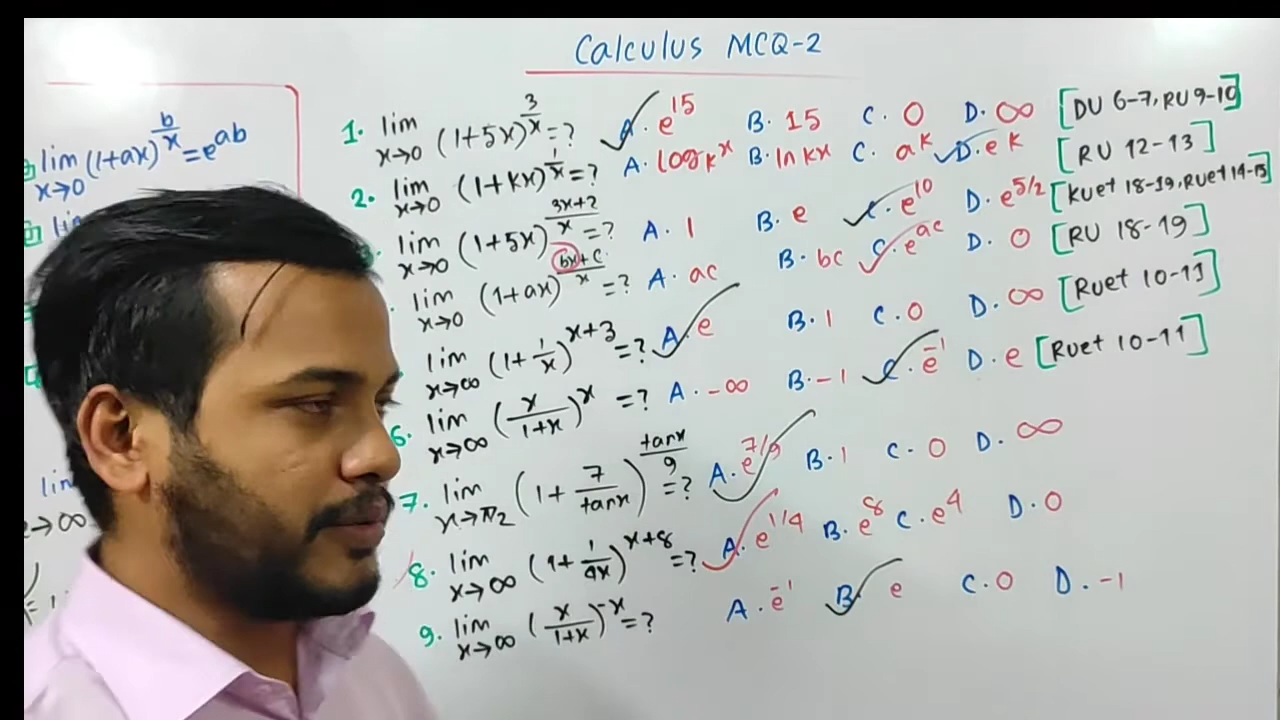 Calculus MCQ-2
lim x→0 (1+ax)^(b/x) = e^(ab)
1. lim x→0 (1+5x)^(3/x) = ? A. e^15 B. 15 C. 0 D. ∞ [DU 6-7, RU 9-10]
2. lim x→0 (1+kx)^(1/x) = ? A. log k^x B. ln kx C. a^k D. e^k [RU 12-13]
lim x→0 (1+5x)^((3x+2)/x) = ? A. 1 B. e C. e^10 D. e^(5/2) [Kuet 18-19, Ruet 14-15]
lim x→0 (1+ax)^((bx+c)/x) = ? A. ac B. bc C. e^(ac) D. 0 [RU 18-19]
lim x→∞ (1+1/x)^(x+3) = ? A. e B. 1 C. 0 D. ∞ [Ruet 10-11]
6. lim x→∞ (x/(1+x))^x = ? A. -∞ B. -1 C. e^-1 D. e [Ruet 10-11]
7. lim x→π/2 (1+7/tanx)^(tanx/9) = ? A. e^(7/9) B. 1 C. 0 D. ∞
8. lim x→∞ (1+1/4x)^(x+8) = ? A. e^(1/4) B. e^8 C. e^4 D. 0
9. lim x→∞ (x/(1+x))^-x = ? A. e^-1 B. e C. 0 D. -1